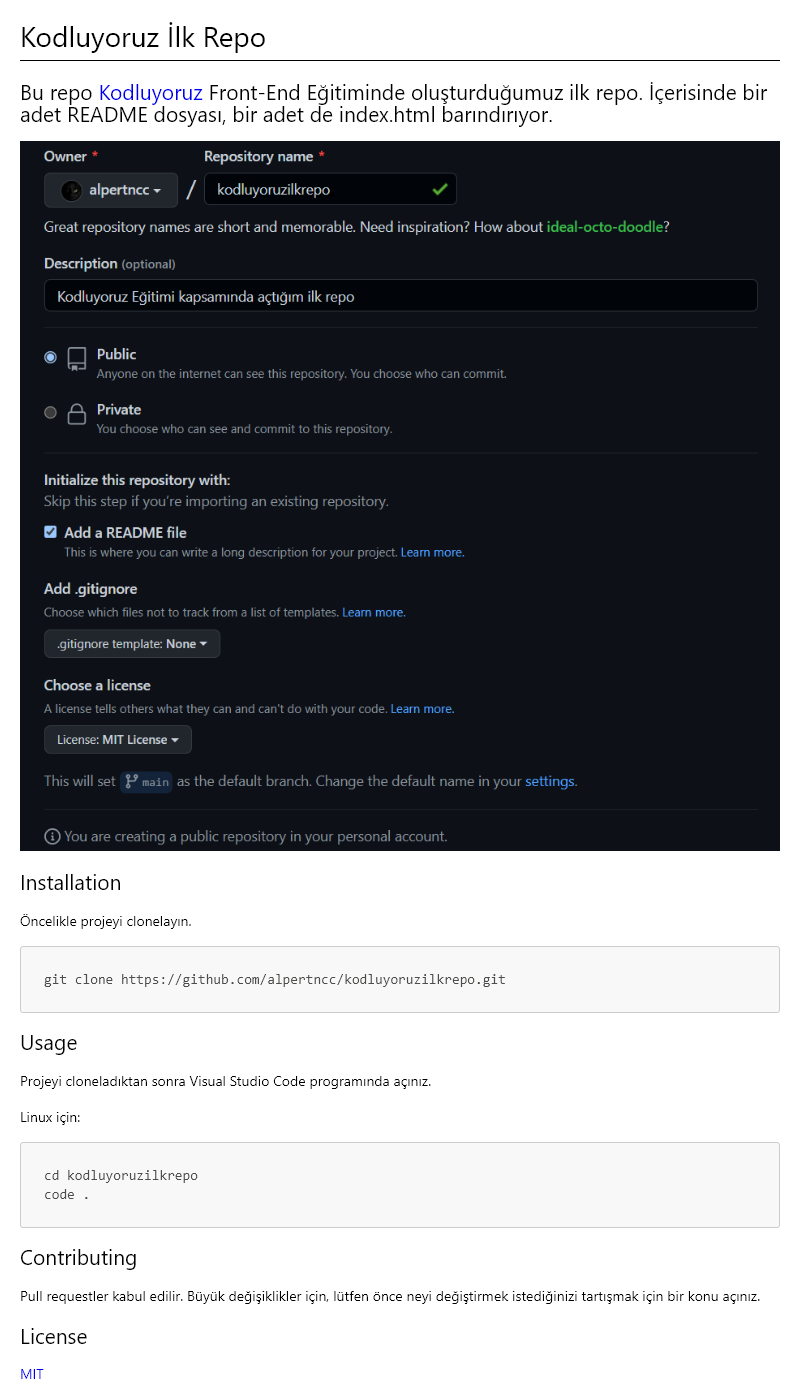 Kodluyoruz İlk Repo
Bu repo Kodluyoruz Front-End Eğitiminde oluşturduğumuz ilk repo. İçerisinde bir
adet README dosyası, bir adet de index.html barındırıyor.
Owner * Repository name *
alpertncc / kodluyoruzilkrepo
Great repository names are short and memorable. Need inspiration? How about ideal-octo-doodle?
Description (optional)
Kodluyoruz Eğitimi kapsamında açtığım ilk repo
Public
Anyone on the internet can see this repository. You choose who can commit.
Private
You choose who can see and commit to this repository.
Initialize this repository with:
Skip this step if you're importing an existing repository.
Add a README file
This is where you can write a long description for your project. Learn more.
Add .gitignore
Choose which files not to track from a list of templates. Learn more.
.gitignore template: None
Choose a license
A license tells others what they can and can't do with your code. Learn more.
License: MIT License
This will set main as the default branch. Change the default name in your settings.
You are creating a public repository in your personal account.
Installation
Öncelikle projeyi clonelayın.
git clone https://github.com/alpertncc/kodluyoruzilkrepo.git
Usage
Projeyi cloneladıktan sonra Visual Studio Code programında açınız.
Linux için:
cd kodluyoruzilkrepo
code .
Contributing
Pull requestler kabul edilir. Büyük değişiklikler için, lütfen önce neyi değiştirmek istediğinizi tartışmak için bir konu açınız.
License
MIT